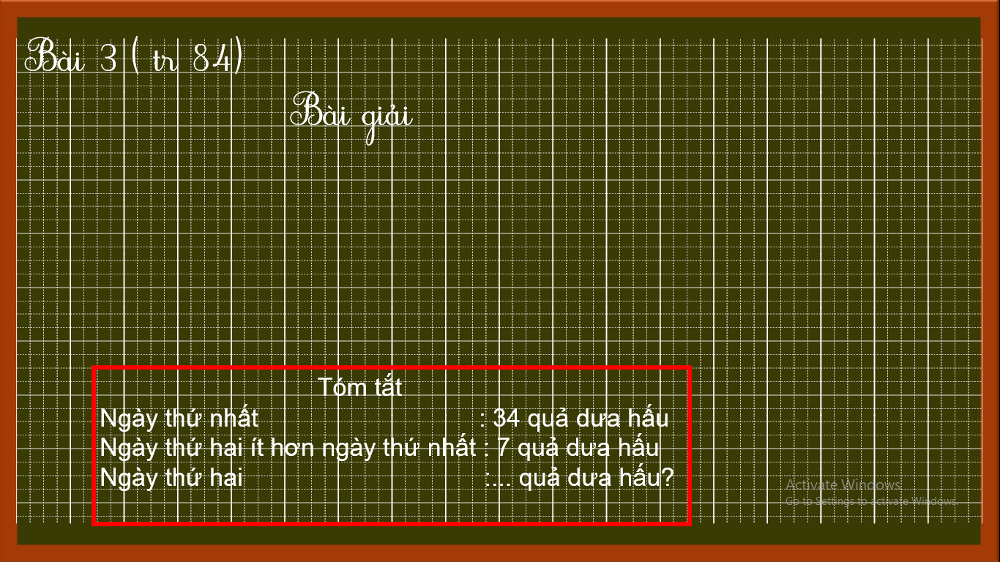 Bài 3 ( tr 84)
Bài giải
Tóm tắt
Ngày thứ nhất : 34 quả dưa hấu
Ngày thứ hai ít hơn ngày thứ nhất : 7 quả dưa hấu
Ngày thứ hai :... quả dưa hấu?
Activate Windows
Go to Settings to activate Windows.